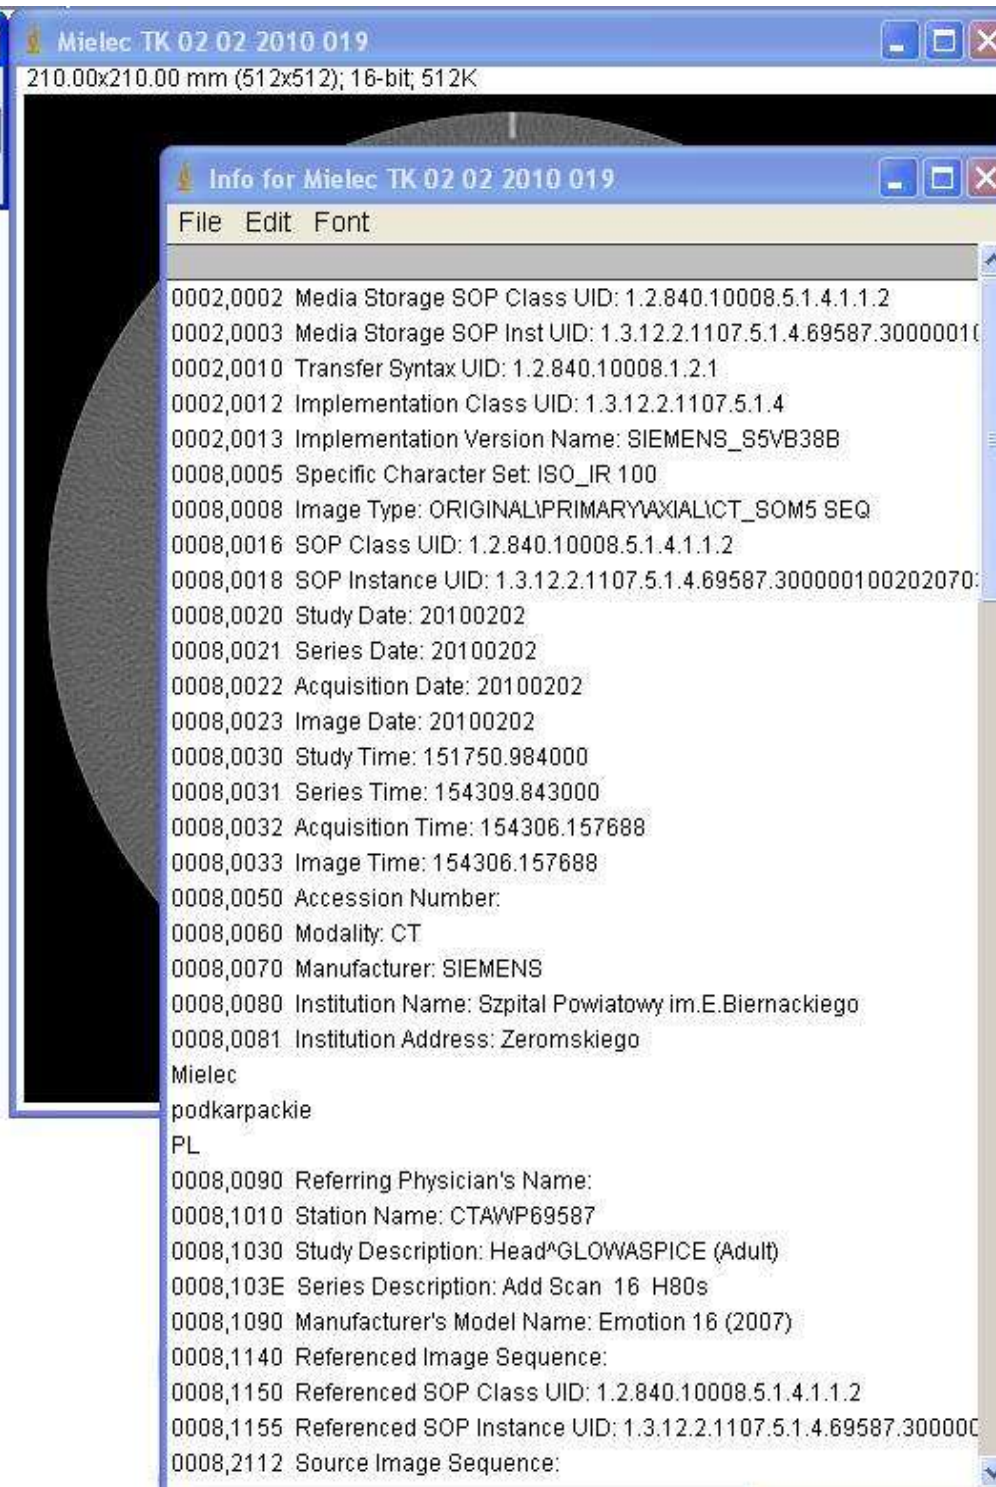 Mielec TK 02 02 2010 019
210.00x210.00 mm (512x512); 16-bit; 512K
Info for Mielec TK 02 02 2010 019
File Edit Font
0002,0002 Media Storage SOP Class UID: 1.2.840.10008.5.1.4.1.1.2
0002,0003 Media Storage SOP Inst UID: 1.3.12.2.1107.5.1.4.69587.3000001
0002,0010 Transfer Syntax UID: 1.2.840.10008.1.2.1
0002,0012 Implementation Class UID: 1.3.12.2.1107.5.1.4
0002,0013 Implementation Version Name: SIEMENS_S5VB38B
0008,0005 Specific Character Set: ISO_IR 100
0008,0008 Image Type: ORIGINAL\PRIMARY\AXIAL\CT_SOM5 SEQ
0008,0016 SOP Class UID: 1.2.840.10008.5.1.4.1.1.2
0008,0018 SOP Instance UID: 1.3.12.2.1107.5.1.4.69587.300000100202070
0008,0020 Study Date: 20100202
0008,0021 Series Date: 20100202
0008,0022 Acquisition Date: 20100202
0008,0023 Image Date: 20100202
0008,0030 Study Time: 151750.984000
0008,0031 Series Time: 154309.843000
0008,0032 Acquisition Time: 154306.157688
0008,0033 Image Time: 154306.157688
0008,0050 Accession Number:
0008,0060 Modality: CT
0008,0070 Manufacturer: SIEMENS
0008,0080 Institution Name: Szpital Powiatowy im.E.Biernackiego
0008,0081 Institution Address: Zeromskiego
Mielec
podkarpackie
PL
0008,0090 Referring Physician's Name:
0008,1010 Station Name: CTAWP69587
0008,1030 Study Description: Head^GLOWASPICE (Adult)
0008,103E Series Description: Add Scan 16 H80s
0008,1090 Manufacturer's Model Name: Emotion 16 (2007)
0008,1140 Referenced Image Sequence:
0008,1150 Referenced SOP Class UID: 1.2.840.10008.5.1.4.1.1.2
0008,1155 Referenced SOP Instance UID: 1.3.12.2.1107.5.1.4.69587.300000
0008,2112 Source Image Sequence: